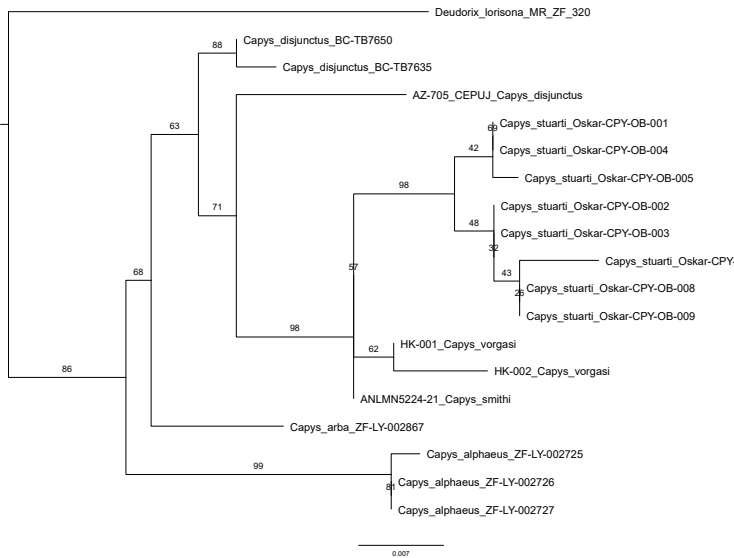 Deudorix_lorisona_MR_ZF_320
Capys_disjunctus_BC-TB7650
88
Capys_disjunctus_BC-TB7635
AZ-705_CEPUJ_Capys_disjunctus
63
Capys_stuarti_Oskar-CPY-OB-001
69
42
Capys_stuarti_Oskar-CPY-OB-004
Capys_stuarti_Oskar-CPY-OB-005
98
71
Capys_stuarti_Oskar-CPY-OB-002
48
Capys_stuarti_Oskar-CPY-OB-003
32
Capys_stuarti_Oskar-CPY-
57
68
43
Capys_stuarti_Oskar-CPY-OB-008
26
Capys_stuarti_Oskar-CPY-OB-009
98
HK-001_Capys_vorgasi
62
HK-002_Capys_vorgasi
86
ANLMN5224-21_Capys_smithi
Capys_arba_ZF-LY-002867
Capys_alphaeus_ZF-LY-002725
99
Capys_alphaeus_ZF-LY-002726
81
Capys_alphaeus_ZF-LY-002727
0.007